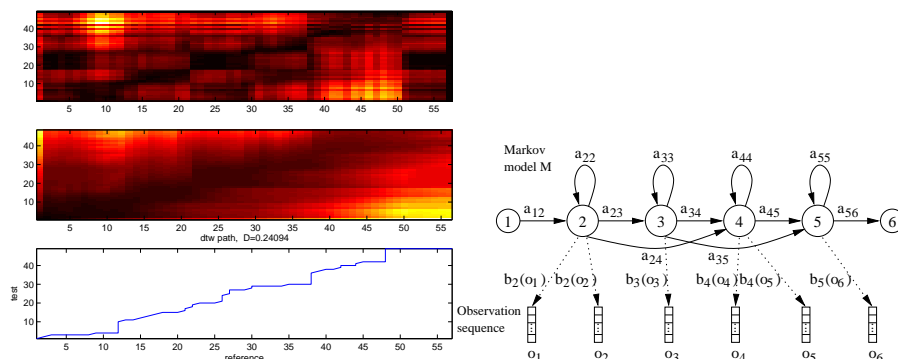 40
30
20
10
5 10 15 20 25 30 35 40 45 50 55
40
20
5 10 15 20 25 30 35 40 45 50 55
dtw path, D=0.24094
test
40
20
5 10 15 20 25 30 35 40 45 50 55
reference
Markov
model M
a22 a33 a44 a55
1 a12 2 a23 3 a34 4 a45 5 a56 6
a24 a35
b2(o1) b2(o2) b3(o3) b4(o4) b4(o5) b5(o6)
Observation
sequence
o1 o2 o3 o4 o5 o6